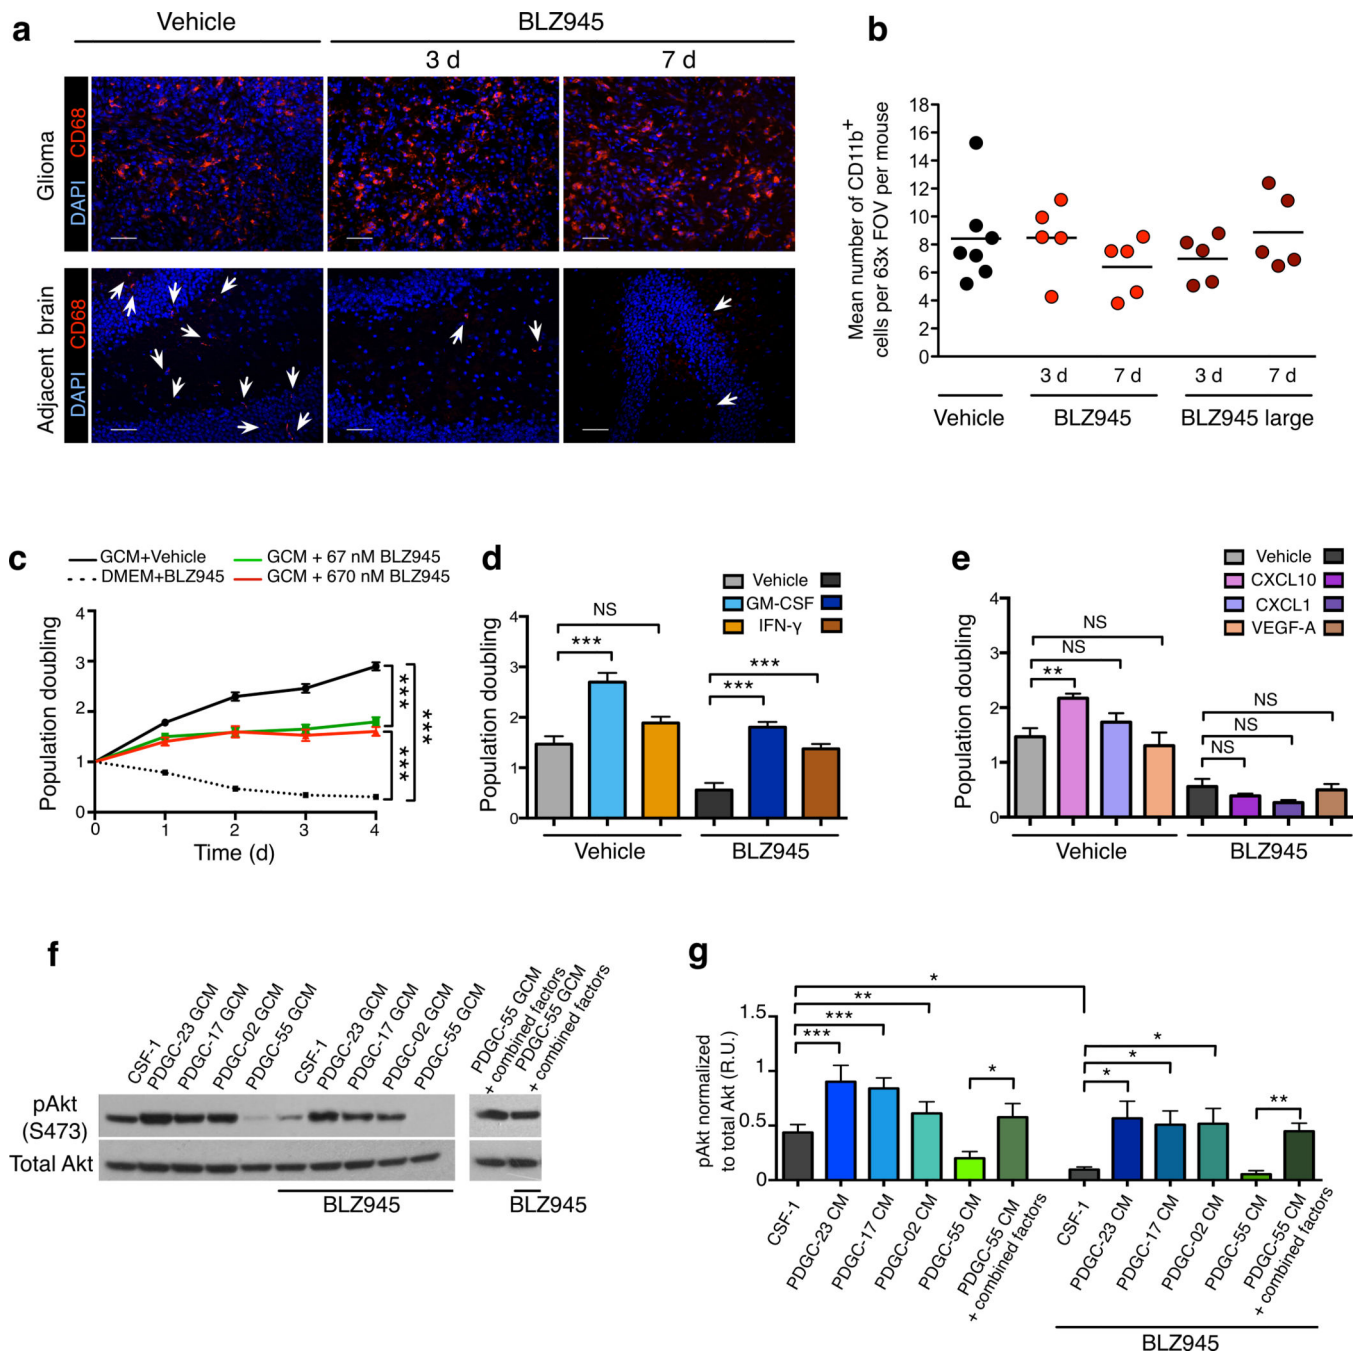 a
Vehicle
BLZ945
3 d
7 d
Glioma
DAPI CD68
Adjacent brain
DAPI CD68
b
Mean number of CD11b+
cells per 63x FOV per mouse
18
16
14
12
10
8
6
4
2
0
3 d
7 d
3 d
7 d
Vehicle
BLZ945
BLZ945 large
c
GCM+Vehicle
GCM + 67 nM BLZ945
DMEM+BLZ945
GCM + 670 nM BLZ945
Population doubling
4
3
2
1
0
0
1
2
3
4
Time (d)
***
***
***
d
Vehicle
GM-CSF
IFN-γ
Population doubling
4
3
2
1
0
NS
***
***
***
Vehicle
BLZ945
e
Vehicle
CXCL10
CXCL1
VEGF-A
Population doubling
4
3
2
1
0
NS
NS
**
NS
NS
NS
Vehicle
BLZ945
f
CSF-1
PDGC-23 GCM
PDGC-17 GCM
PDGC-02 GCM
PDGC-55 GCM
CSF-1
PDGC-23 GCM
PDGC-17 GCM
PDGC-02 GCM
PDGC-55 GCM
PDGC-55 GCM
+ combined factors
PDGC-55 GCM
+ combined factors
pAkt
(S473)
Total Akt
BLZ945
BLZ945
g
pAkt normalized
to total Akt (R.U.)
1.5
1
0.5
0
*
**
***
***
*
*
*
*
**
CSF-1
PDGC-23 CM
PDGC-17 CM
PDGC-02 CM
PDGC-55 CM
PDGC-55 CM
+ combined factors
CSF-1
PDGC-23 CM
PDGC-17 CM
PDGC-02 CM
PDGC-55 CM
PDGC-55 CM
+ combined factors
BLZ945